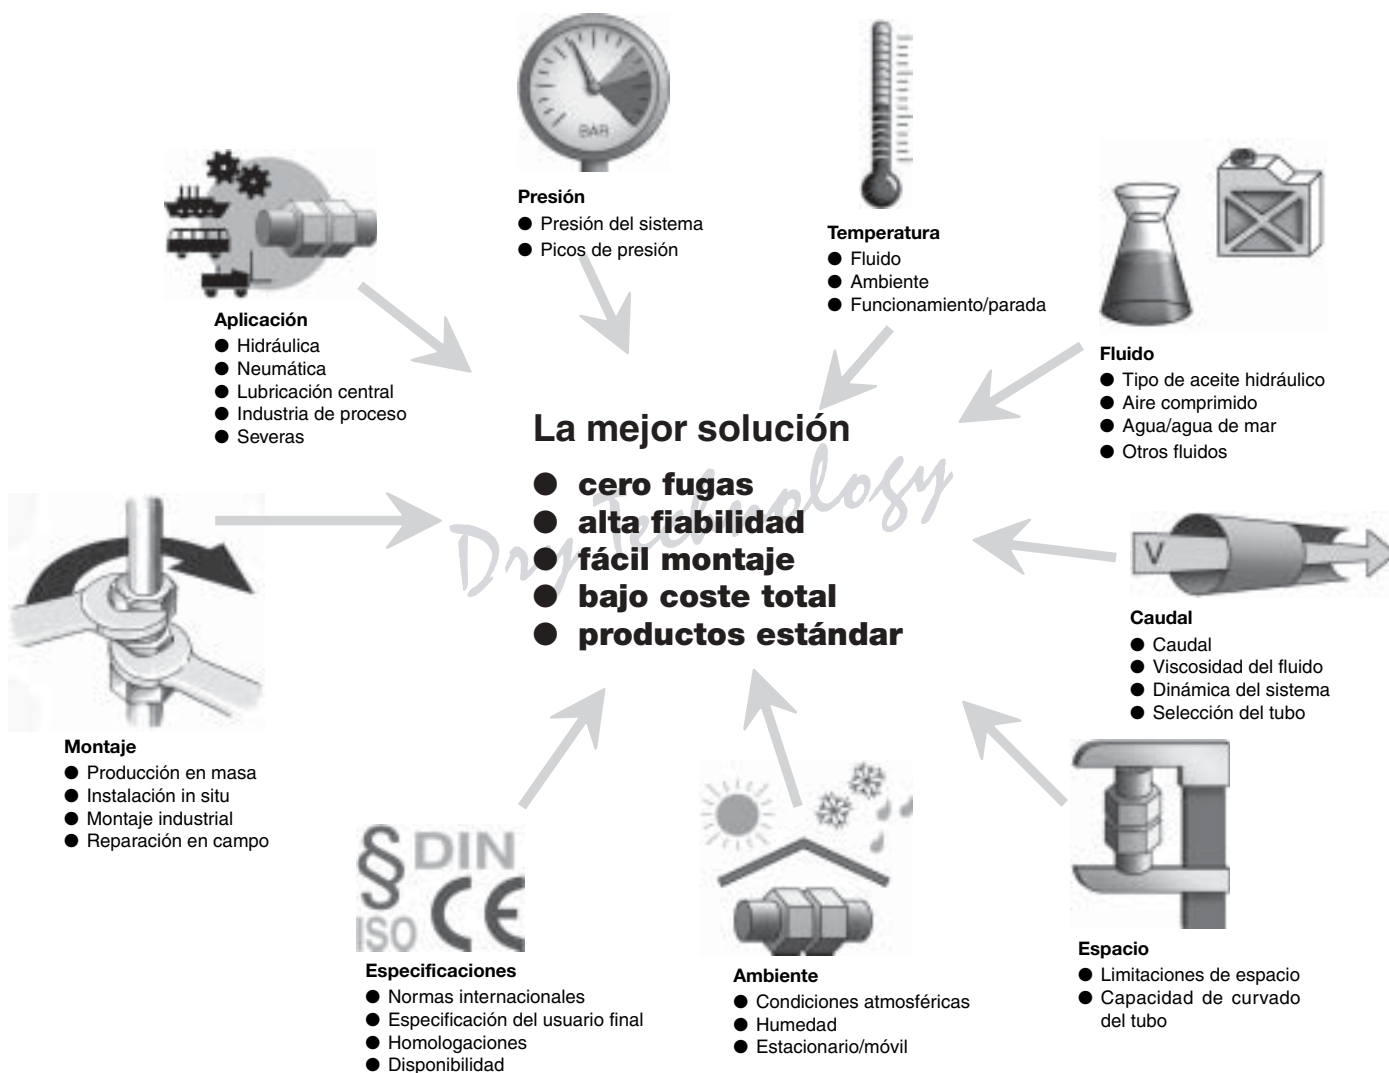 BAR
Presión
● Presión del sistema
● Picos de presión
Temperatura
● Fluido
● Ambiente
● Funcionamiento/parada
Fluido
● Tipo de aceite hidráulico
● Aire comprimido
● Agua/agua de mar
● Otros fluidos
Aplicación
● Hidráulica
● Neumática
● Lubricación central
● Industria de proceso
● Severas
La mejor solución
● cero fugas
● alta fiabilidad
● fácil montaje
● bajo coste total
● productos estándar
Dry Technology
V
Caudal
● Caudal
● Viscosidad del fluido
● Dinámica del sistema
● Selección del tubo
Montaje
● Producción en masa
● Instalación in situ
● Montaje industrial
● Reparación en campo
§ DIN
ISO CE
Especificaciones
● Normas internacionales
● Especificación del usuario final
● Homologaciones
● Disponibilidad
Ambiente
● Condiciones atmosféricas
● Humedad
● Estacionario/móvil
Espacio
● Limitaciones de espacio
● Capacidad de curvado
del tubo